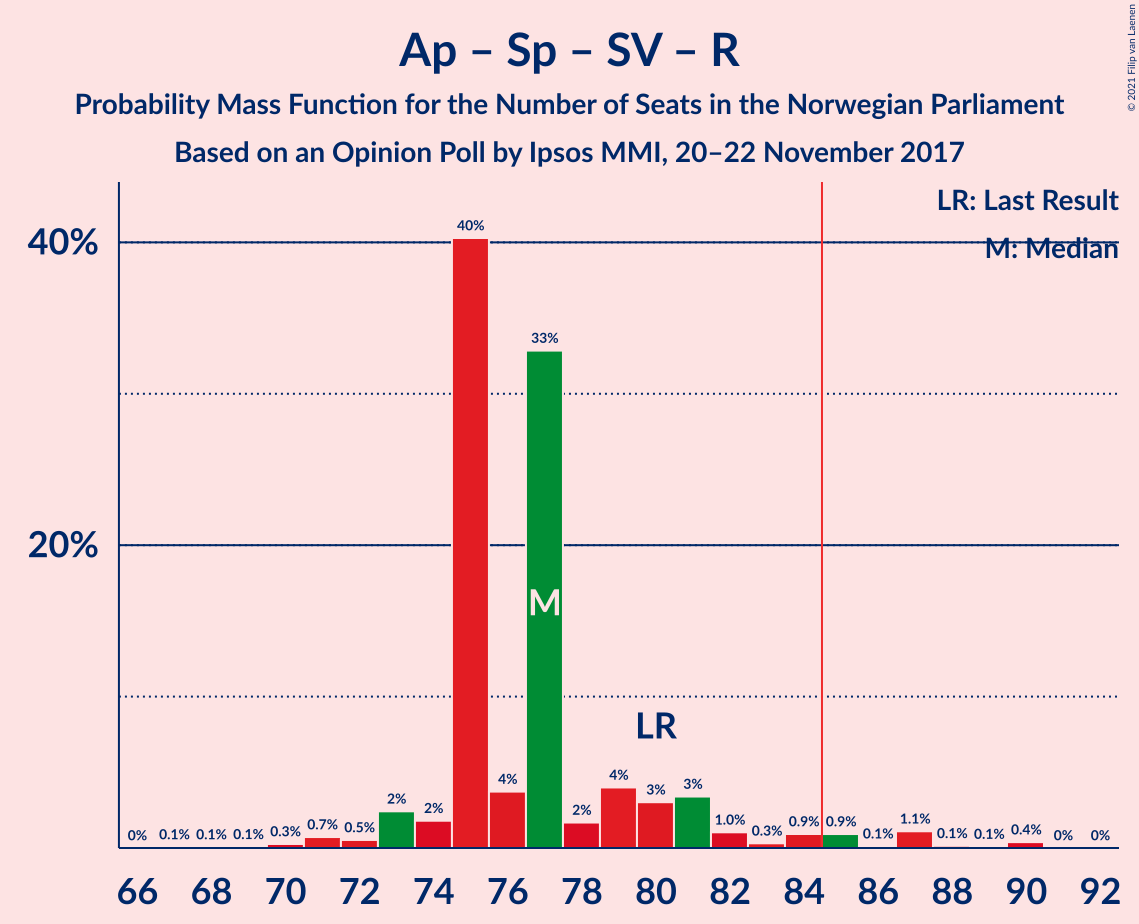 © 2021 Filip van Laenen
Ap – Sp – SV – R
Probability Mass Function for the Number of Seats in the Norwegian Parliament
Based on an Opinion Poll by Ipsos MMI, 20–22 November 2017
LR: Last Result
M: Median
40%
20%
0% 0.1% 0.1% 0.1% 0.3% 0.7% 0.5% 2% 2% 40% 4% 33% 2% 4% 3% 3% 1.0% 0.3% 0.9% 0.9% 0.1% 1.1% 0.1% 0.1% 0.4% 0% 0%
M
LR
66 68 70 72 74 76 78 80 82 84 86 88 90 92